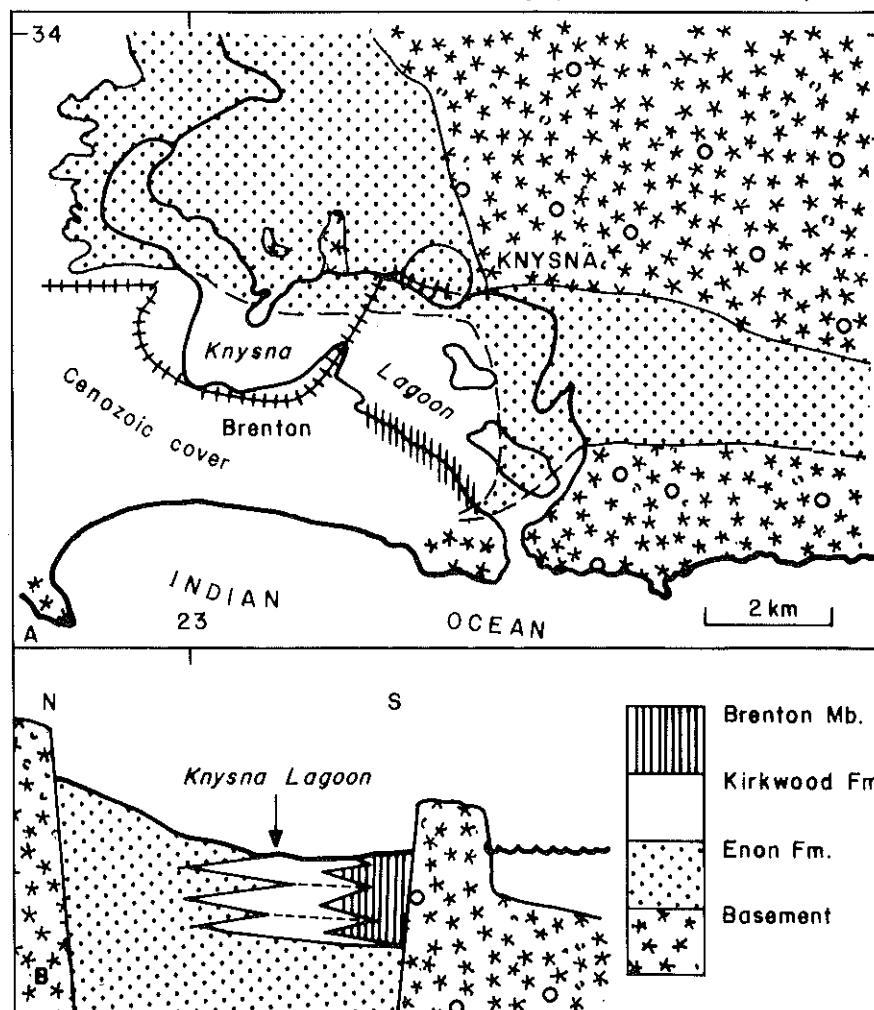 34
KNYSNA
Knysna
Lagoon
Cenozoic
cover
Brenton
INDIAN
OCEAN
23
2 km
A
N
S
Knysna Lagoon
Brenton Mb.
Kirkwood Fm
Enon Fm.
Basement
B